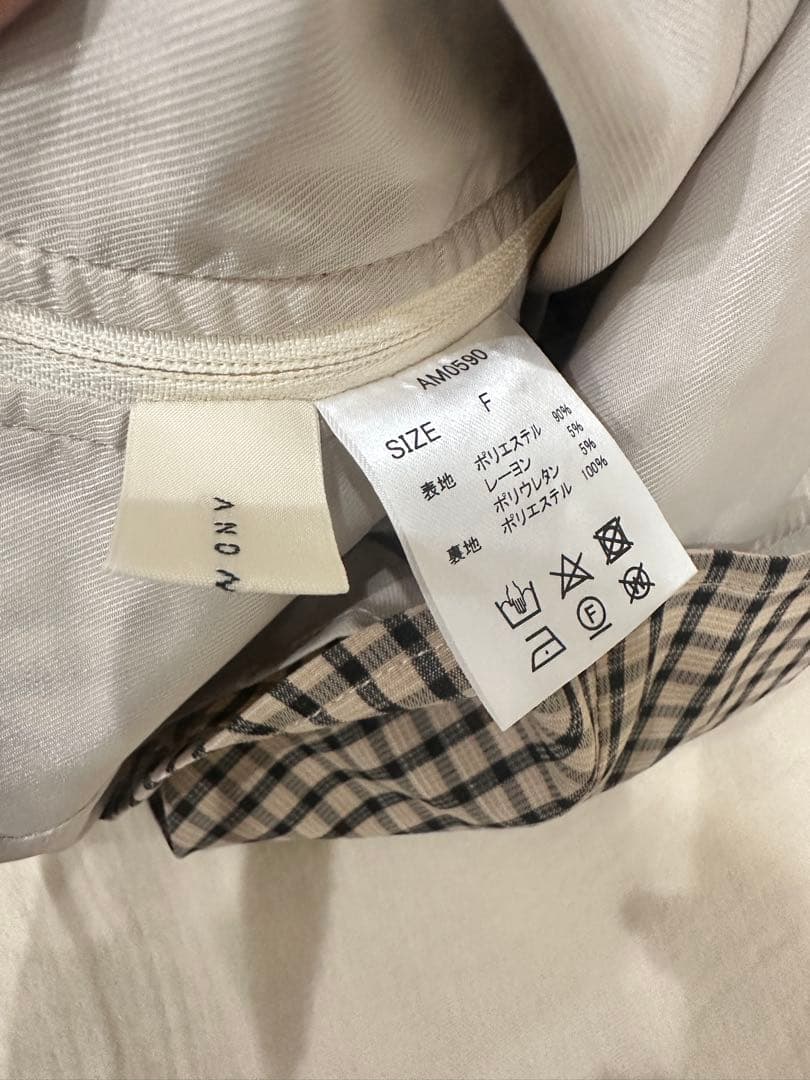 AM0590
SIZE F
表地 ポリエステル 90%
レーヨン 5%
ポリウレタン 5%
裏地 ポリエステル 100%
F